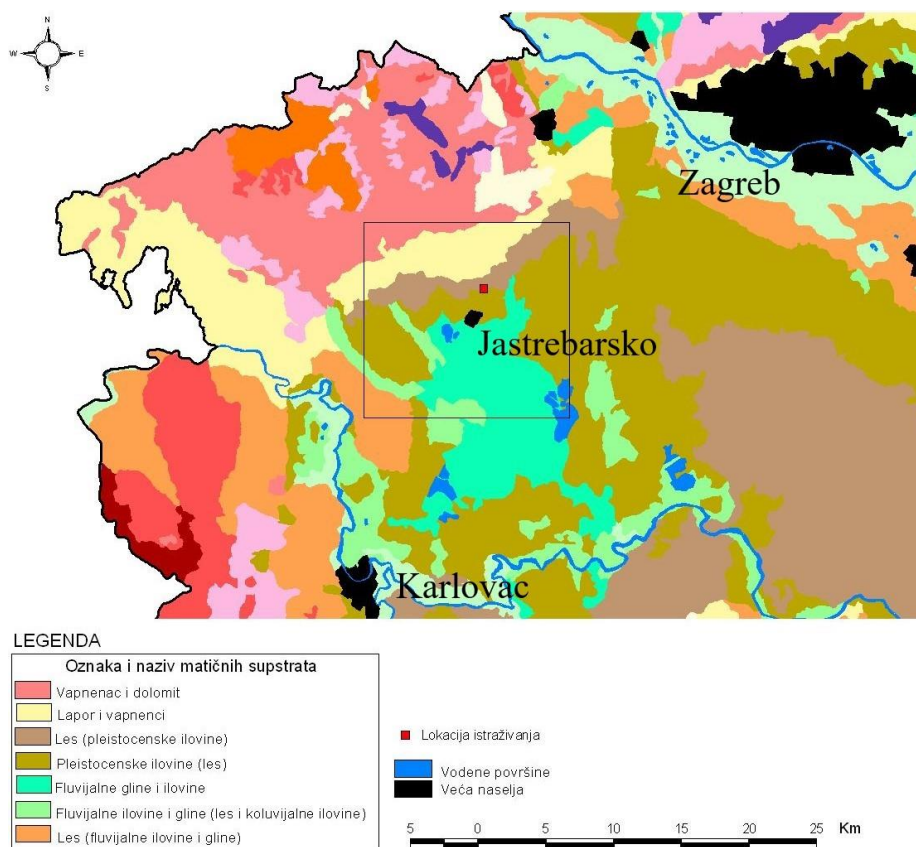 N
W E
S
Zagreb
Jastrebarsko
Karlovac
LEGENDA
Oznaka i naziv matičnih supstrata
Vapnenac i dolomit
Lapor i vapnenci
Les (pleistocenske ilovine)
Pleistocenske ilovine (les)
Fluvijalne gline i ilovine
Fluvijalne ilovine i gline (les i koluvijalne ilovine)
Les (fluvijalne ilovine i gline)
Lokacija istraživanja
Vodene površine
Veća naselja
5 0 5 10 15 20 25 Km